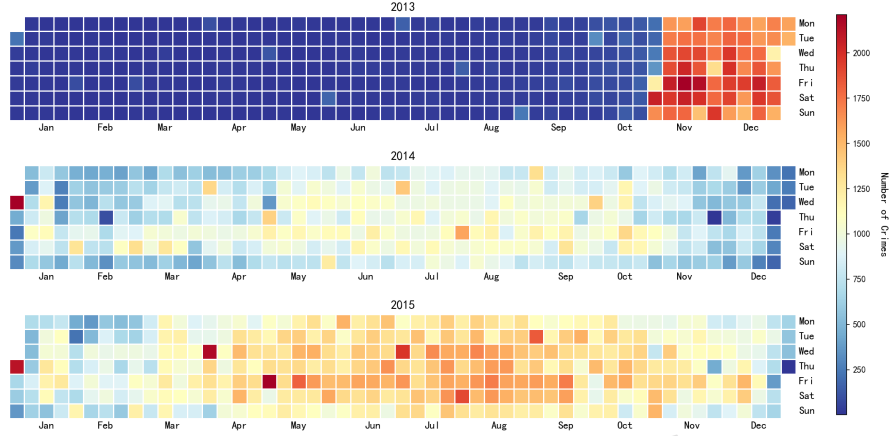 2013
Mon
Tue
Wed
Thu
Fri
Sat
Sun
Jan Feb Mar Apr May Jun Jul Aug Sep Oct Nov Dec
2014
Mon
Tue
Wed
Thu
Fri
Sat
Sun
Jan Feb Mar Apr May Jun Jul Aug Sep Oct Nov Dec
2015
Mon
Tue
Wed
Thu
Fri
Sat
Sun
Jan Feb Mar Apr May Jun Jul Aug Sep Oct Nov Dec
2000
1750
1500
1250
1000
750
500
250
Number of Crimes